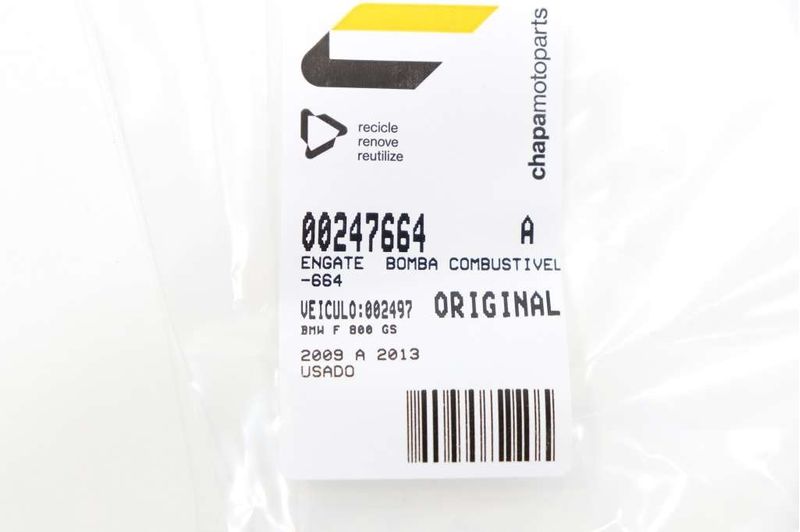 chapamotoparts
recicle
renove
reutilize
00247664 A
ENGATE BOMBA COMBUSTIVEL
-664
VEICULO:002497 ORIGINAL
BMW F 800 GS
2009 A 2013
USADO